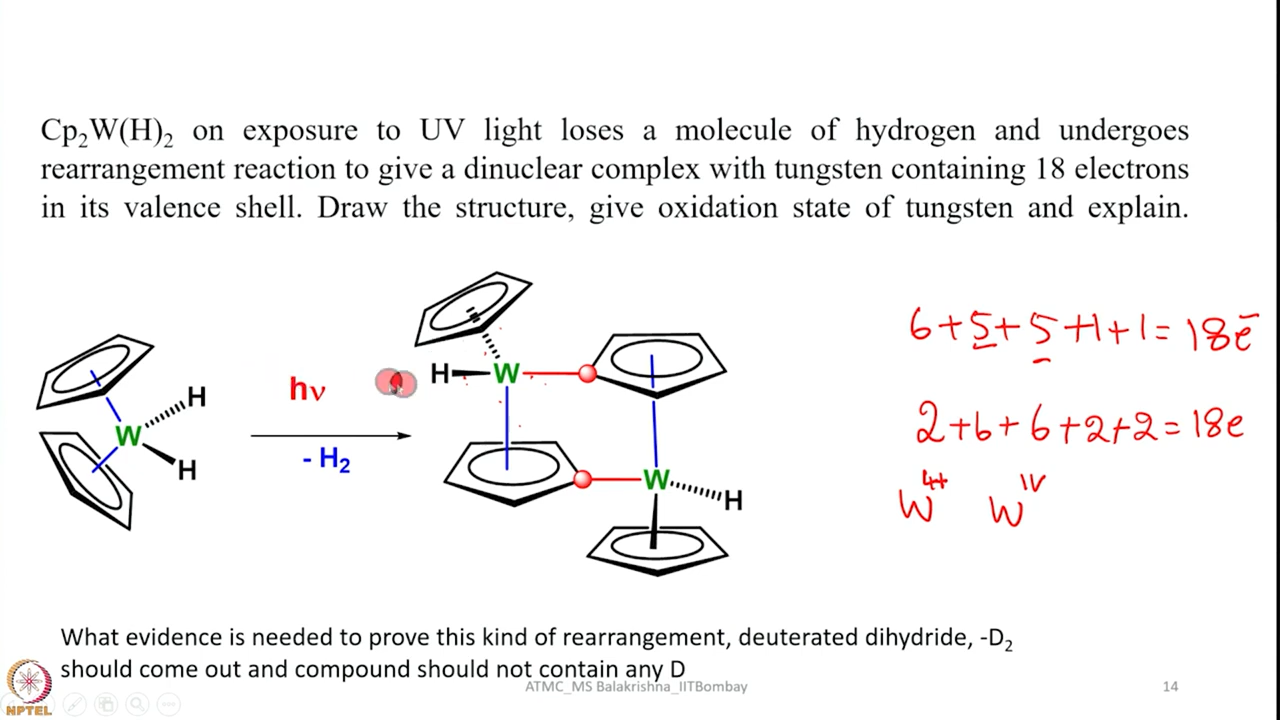 Cp₂W(H)₂ on exposure to UV light loses a molecule of hydrogen and undergoes
rearrangement reaction to give a dinuclear complex with tungsten containing 18 electrons
in its valence shell. Draw the structure, give oxidation state of tungsten and explain.
W
H
H
hν
- H₂
H
W
W
H
6+5+5+1+1=18e⁻
2+6+6+2+2=18e
W⁴⁺ Wᴵⱽ
What evidence is needed to prove this kind of rearrangement, deuterated dihydride, -D₂
should come out and compound should not contain any D
ATMC_MS Balakrishna_IITBombay
14
NPTEL